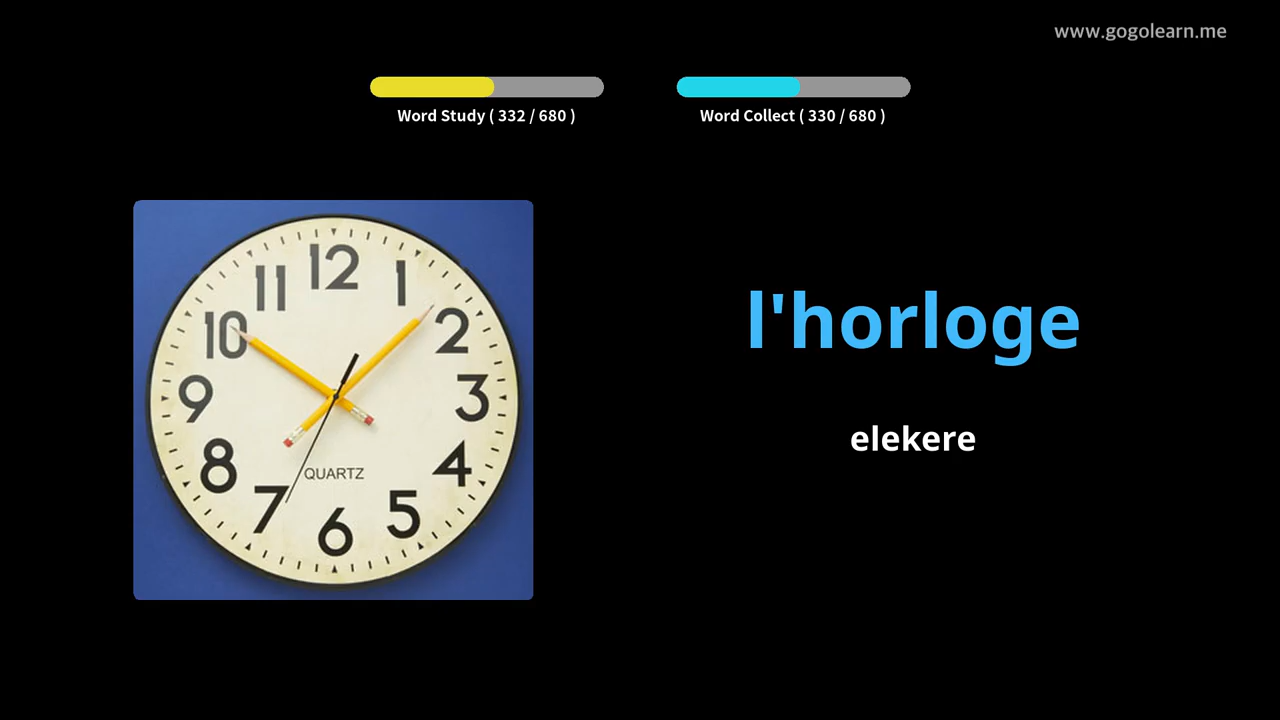 www.gogolearn.me
Word Study ( 332 / 680 )
Word Collect ( 330 / 680 )
12
11
1
10
2
9
3
8
4
QUARTZ
7
5
6
l'horloge
elekere